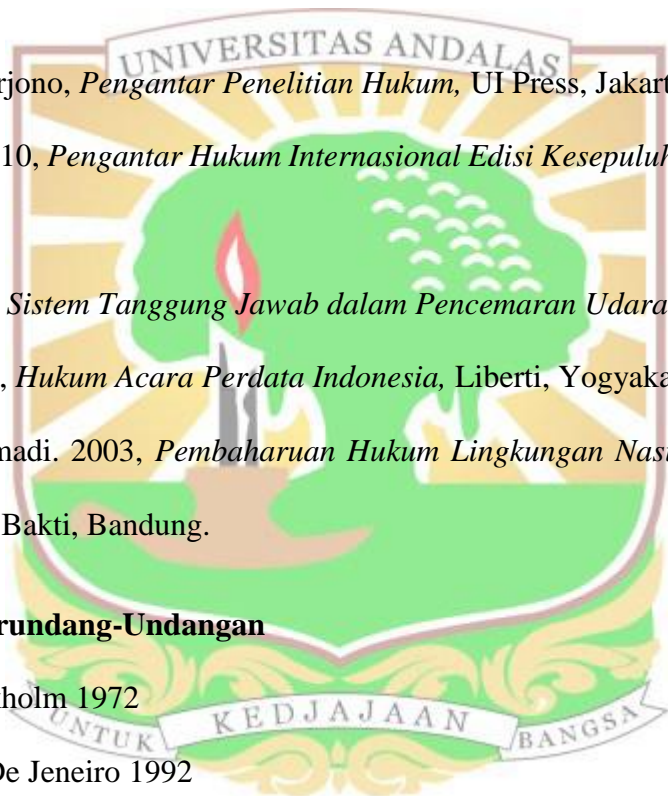 UNIVERSITAS ANDALAS
rjono, Pengantar Penelitian Hukum, UI Press, Jakart
10, Pengantar Hukum Internasional Edisi Kesepuluh
Sistem Tanggung Jawab dalam Pencemaran Udara
, Hukum Acara Perdata Indonesia, Liberti, Yogyaka
madi. 2003, Pembaharuan Hukum Lingkungan Nasi
Bakti, Bandung.
rundang-Undangan
holm 1972
UNTUK KEDJAJAAN BANGSA
De Jeneiro 1992